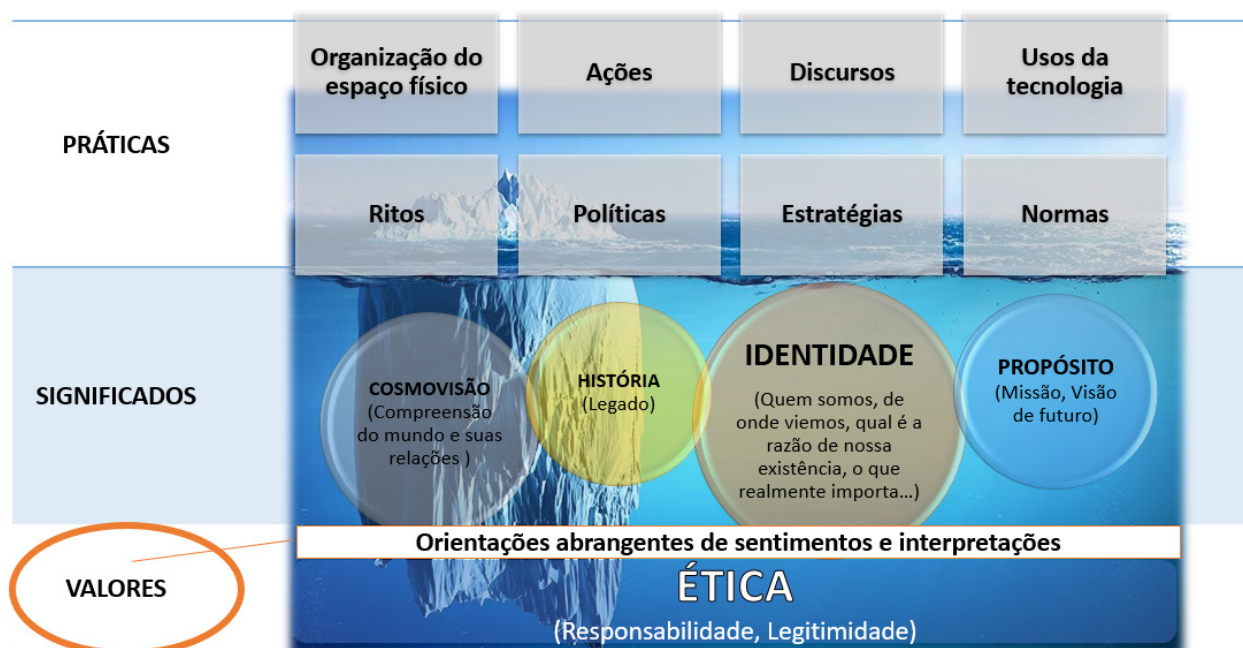 Organização do
espaço físico
Ações
Discursos
Usos da
tecnologia
PRÁTICAS
Ritos
Políticas
Estratégias
Normas
SIGNIFICADOS
COSMOVISÃO
(Compreensão
do mundo e suas
relações )
HISTÓRIA
(Legado)
IDENTIDADE
(Quem somos, de
onde viemos, qual é a
razão de nossa
existência, o que
realmente importa...)
PROPÓSITO
(Missão, Visão
de futuro)
VALORES
Orientações abrangentes de sentimentos e interpretações
ÉTICA
(Responsabilidade, Legitimidade)